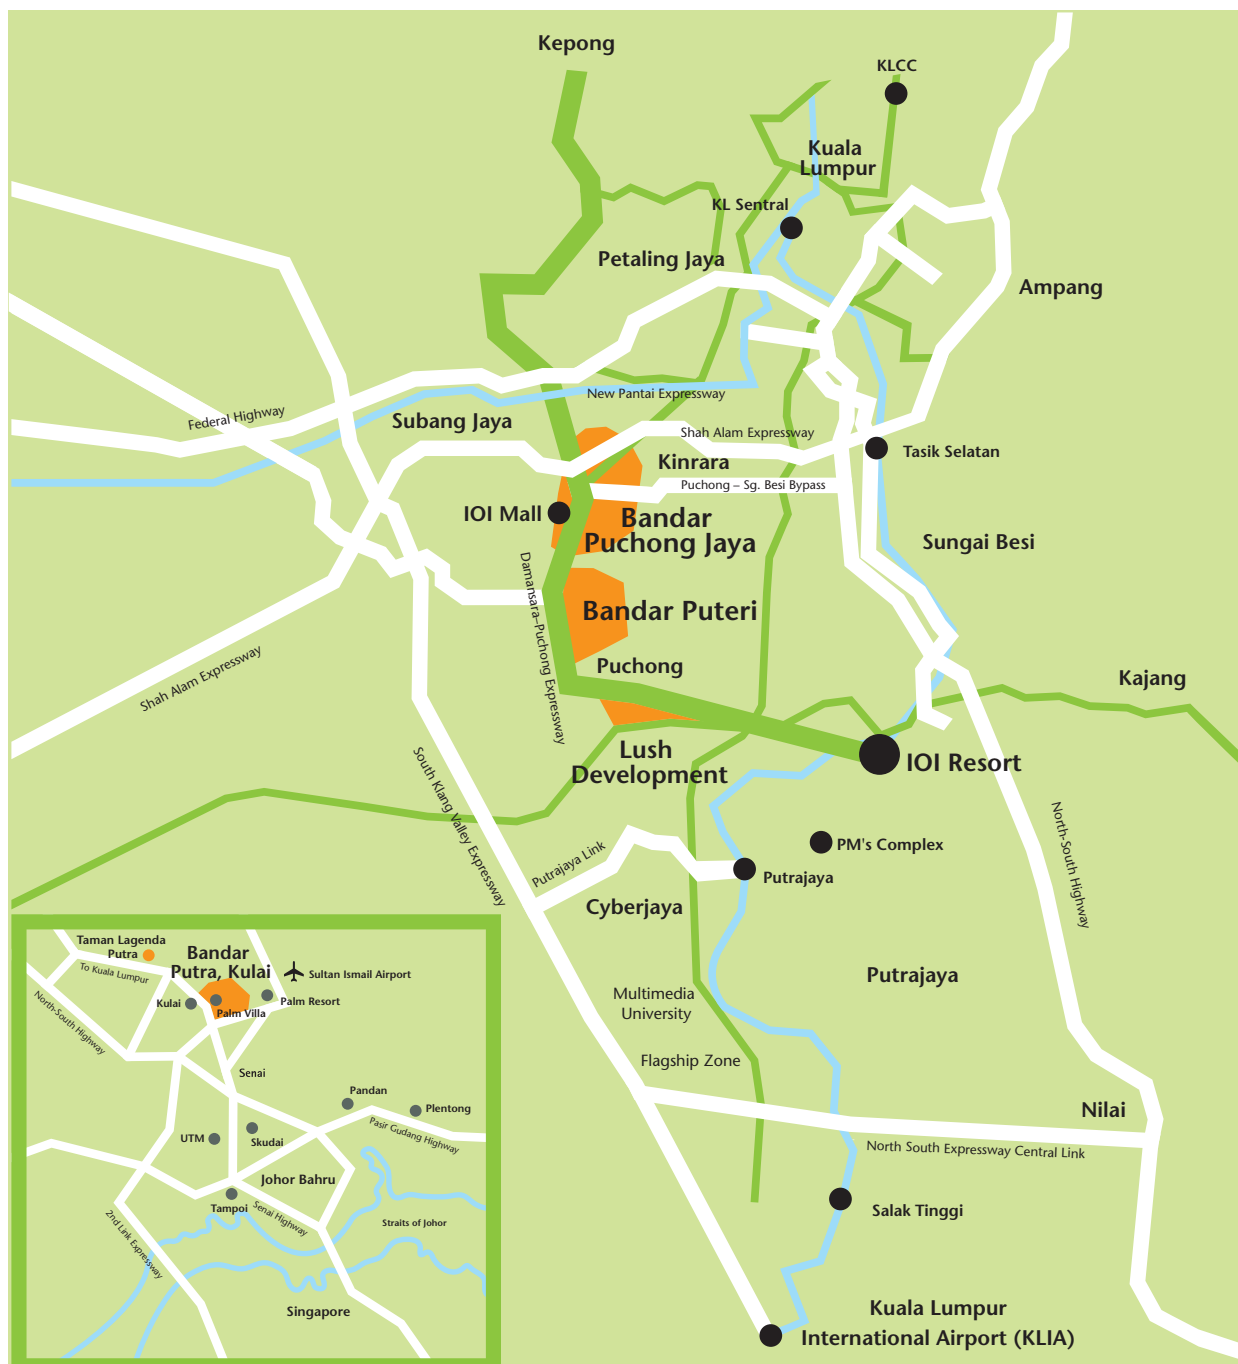 Kepong
KLCC
Kuala
Lumpur
KL Sentral
Petaling Jaya
Ampang
New Pantai Expressway
Federal Highway
Subang Jaya
Shah Alam Expressway
Kinrara
Tasik Selatan
Puchong – Sg. Besi Bypass
IOI Mall
Bandar
Puchong Jaya
Sungai Besi
Damansara–Puchong Expressway
Bandar Puteri
Puchong
Shah Alam Expressway
Kajang
Lush
Development
IOI Resort
South Klang Valley Expressway
North-South Highway
PM's Complex
Putrajaya Link
Putrajaya
Cyberjaya
Putrajaya
Multimedia
University
Flagship Zone
Nilai
North South Expressway Central Link
Salak Tinggi
Kuala Lumpur
International Airport (KLIA)
Taman Lagenda
Putra
Bandar
Putra, Kulai
To Kuala Lumpur
Sultan Ismail Airport
Kulai
Palm Villa
Palm Resort
North-South Highway
Senai
Pandan
Plentong
Pasir Gudang Highway
UTM
Skudai
Johor Bahru
Tampoi
Senai Highway
Straits of Johor
2nd Link Expressway
Singapore